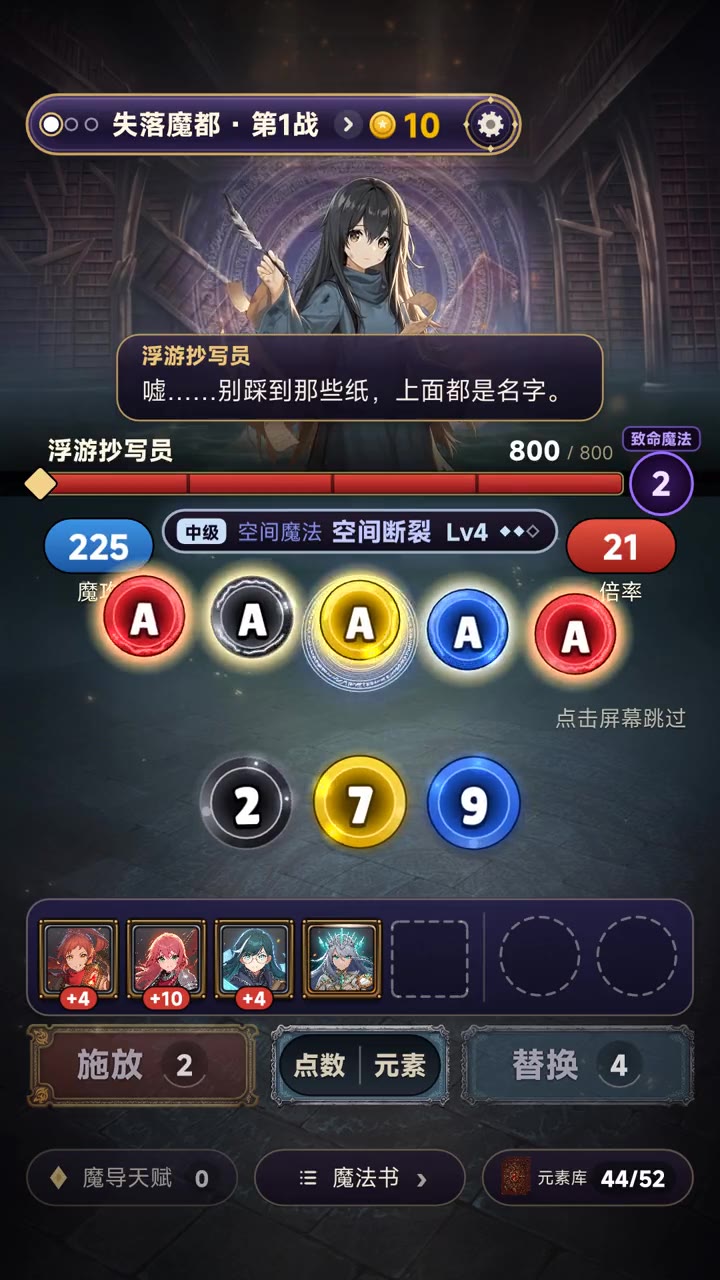 失落魔都 · 第1战 › 10
浮游抄写员
嘘……别踩到那些纸，上面都是名字。
浮游抄写员 800 / 800 致命魔法
2
225 中级 空间魔法 空间断裂 Lv4 21
魔攻 倍率
A A A A A
点击屏幕跳过
2 7 9
+4 +10 +4
施放 2 点数 元素 替换 4
魔导天赋 0 魔法书 › 元素库 44/52